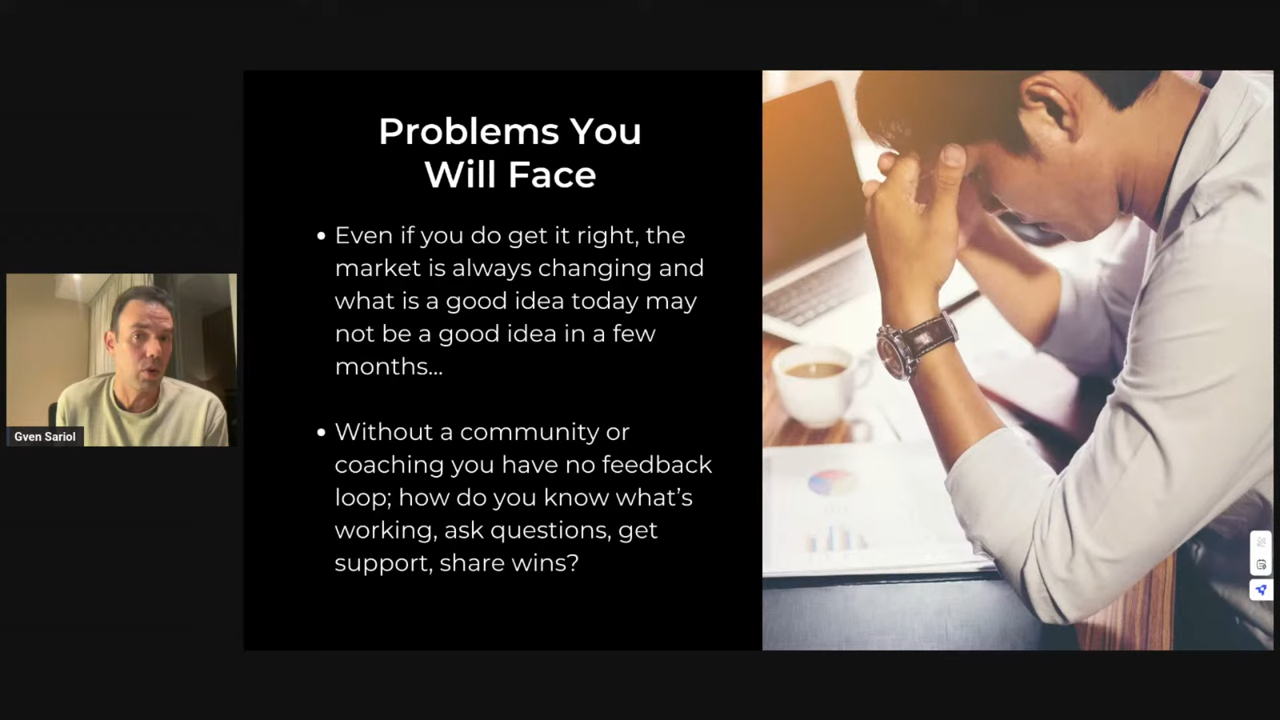 Problems You
Will Face
• Even if you do get it right, the
market is always changing and
what is a good idea today may
not be a good idea in a few
months...
• Without a community or
coaching you have no feedback
loop; how do you know what's
working, ask questions, get
support, share wins?
Gven Sariol